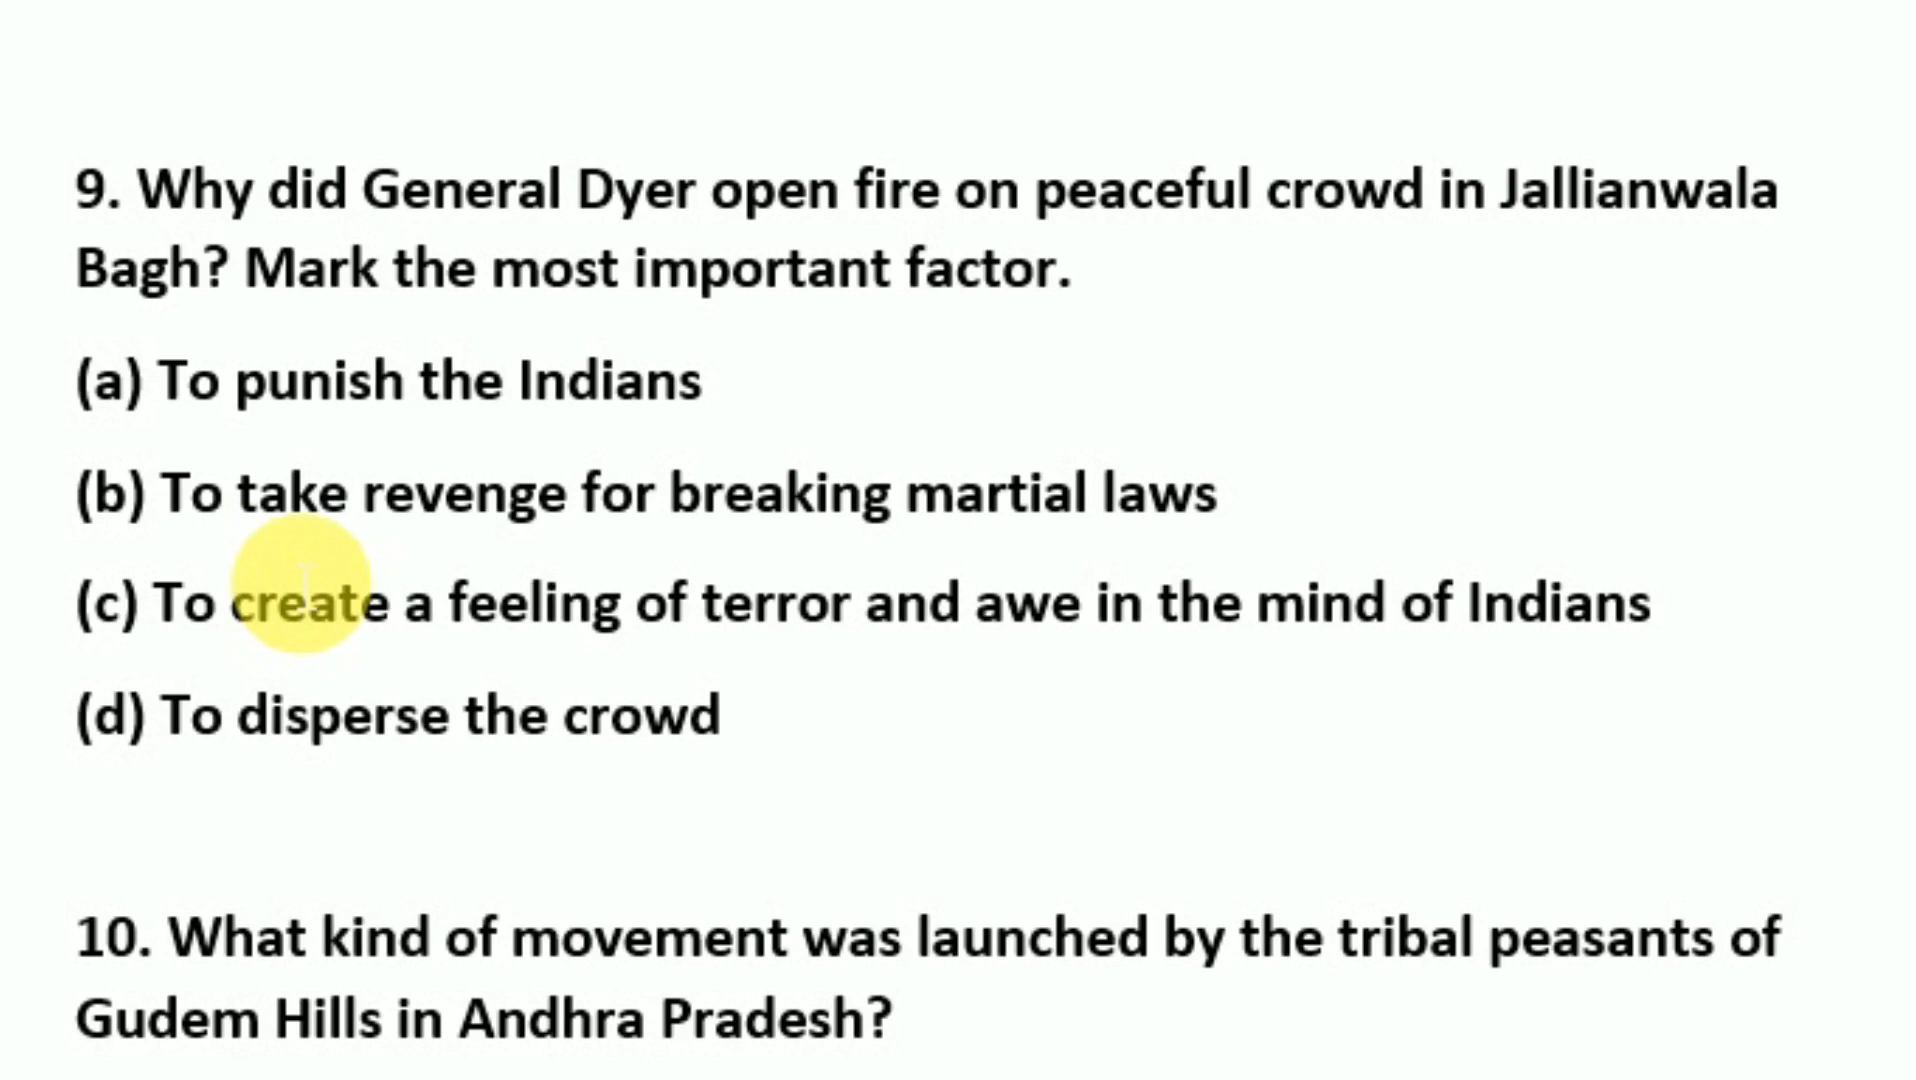 9. Why did General Dyer open fire on peaceful crowd in Jallianwala
Bagh? Mark the most important factor.
(a) To punish the Indians
(b) To take revenge for breaking martial laws
(c) To create a feeling of terror and awe in the mind of Indians
(d) To disperse the crowd
10. What kind of movement was launched by the tribal peasants of
Gudem Hills in Andhra Pradesh?